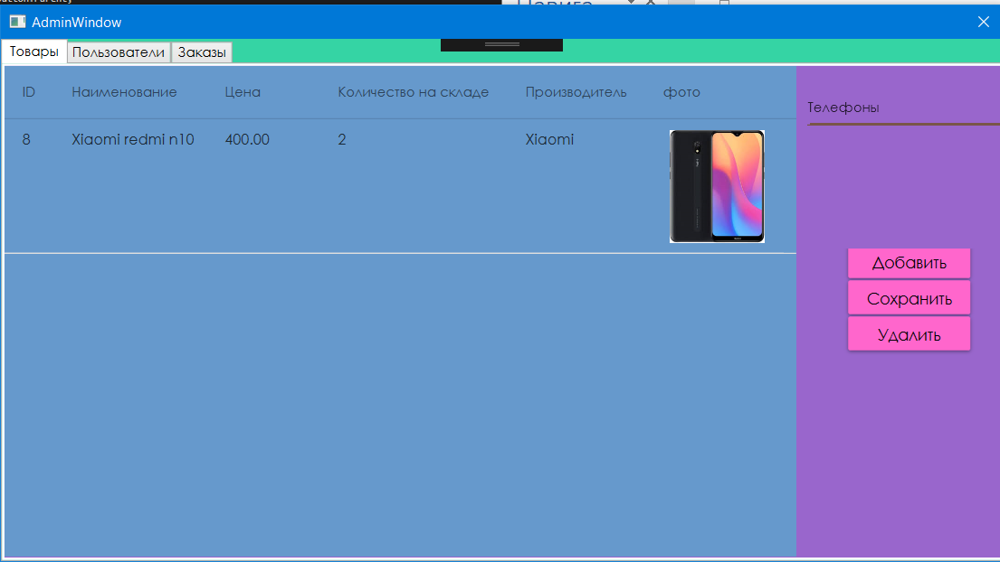 AdminWindow
Товары Пользователи Заказы
ID Наименование Цена Количество на складе Производитель фото
Телефоны
8 Xiaomi redmi n10 400.00 2 Xiaomi
Добавить
Сохранить
Удалить